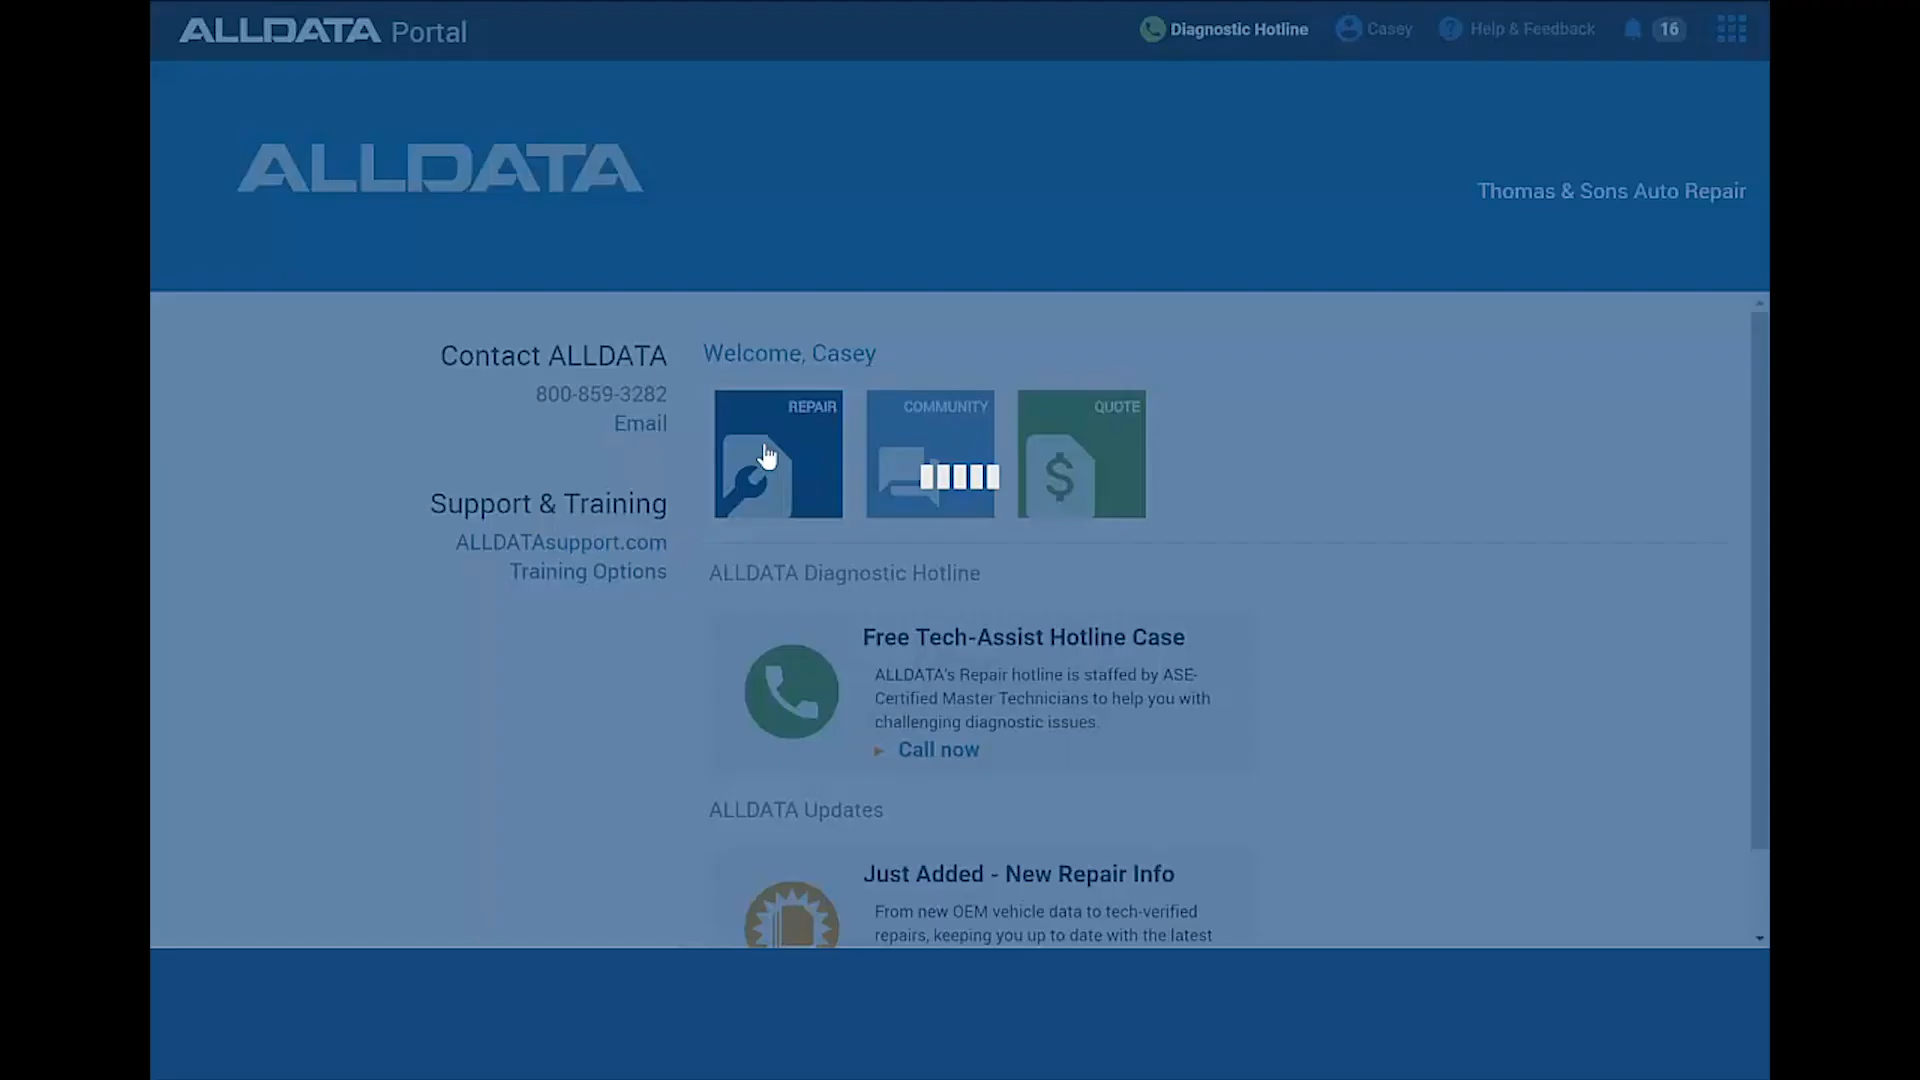 ALLDATA Portal
Diagnostic Hotline
Casey
Help & Feedback
16
ALLDATA
Thomas & Sons Auto Repair
Contact ALLDATA
800-859-3282
Email
Support & Training
ALLDATAsupport.com
Training Options
Welcome, Casey
REPAIR
COMMUNITY
QUOTE
ALLDATA Diagnostic Hotline
Free Tech-Assist Hotline Case
ALLDATA's Repair hotline is staffed by ASE-
Certified Master Technicians to help you with
challenging diagnostic issues.
Call now
ALLDATA Updates
Just Added - New Repair Info
From new OEM vehicle data to tech-verified
repairs, keeping you up to date with the latest